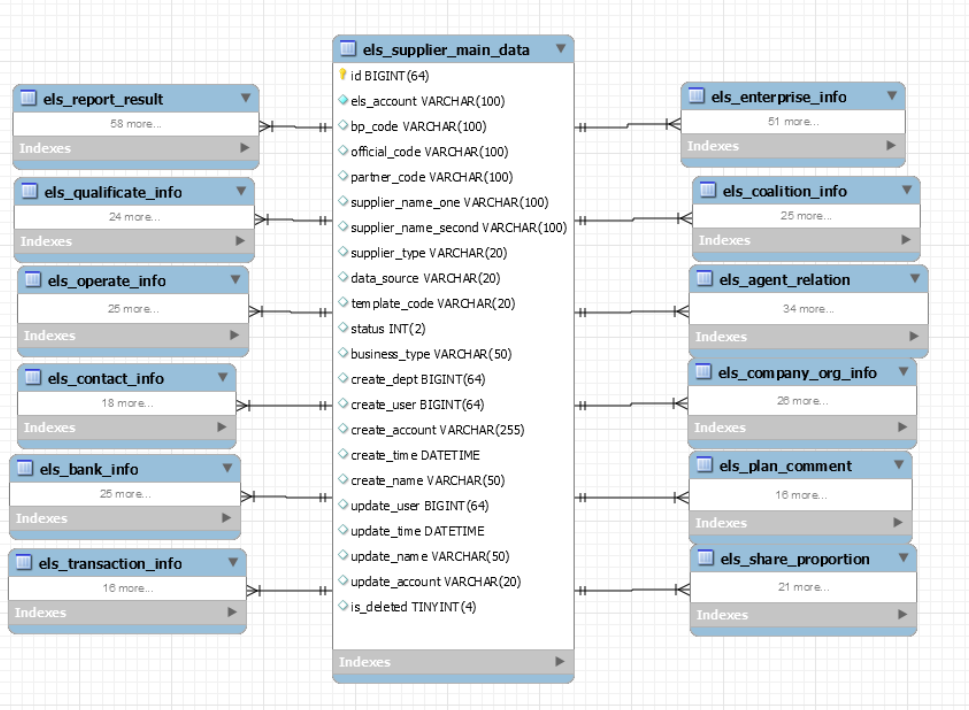 els_supplier_main_data
id BIGINT(64)
els_account VARCHAR(100)
bp_code VARCHAR(100)
official_code VARCHAR(100)
partner_code VARCHAR(100)
supplier_name_one VARCHAR(100)
supplier_name_second VARCHAR(100)
supplier_type VARCHAR(20)
data_source VARCHAR(20)
template_code VARCHAR(20)
status INT(2)
business_type VARCHAR(50)
create_dept BIGINT(64)
create_user BIGINT(64)
create_account VARCHAR(255)
create_time DATETIME
create_name VARCHAR(50)
update_user BIGINT(64)
update_time DATETIME
update_name VARCHAR(50)
update_account VARCHAR(20)
is_deleted TINYINT(4)
Indexes
els_report_result
58 more...
Indexes
els_qualificate_info
24 more...
Indexes
els_operate_info
25 more...
Indexes
els_contact_info
18 more...
Indexes
els_bank_info
25 more...
Indexes
els_transaction_info
16 more...
Indexes
els_enterprise_info
51 more...
Indexes
els_coalition_info
25 more...
Indexes
els_agent_relation
34 more...
Indexes
els_company_org_info
26 more...
Indexes
els_plan_comment
16 more...
Indexes
els_share_proportion
21 more...
Indexes